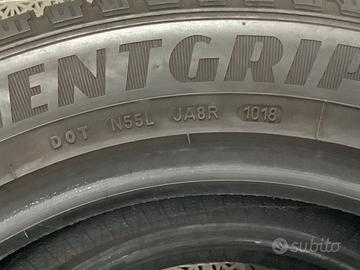 ENTGRIP
DOT N55L JA8R 1018
subito